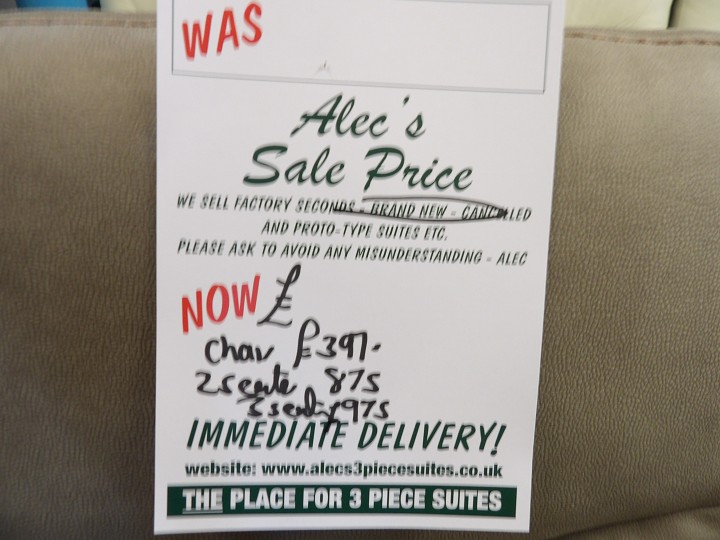 WAS
Alec's
Sale Price
WE SELL FACTORY SECONDS - BRAND NEW - CANCELLED
AND PROTO-TYPE SUITES ETC.
PLEASE ASK TO AVOID ANY MISUNDERSTANDING - ALEC
NOW £
Chair £397.
2 seate 875
3 seating 975
IMMEDIATE DELIVERY!
website: www.alecs3piecesuites.co.uk
THE PLACE FOR 3 PIECE SUITES